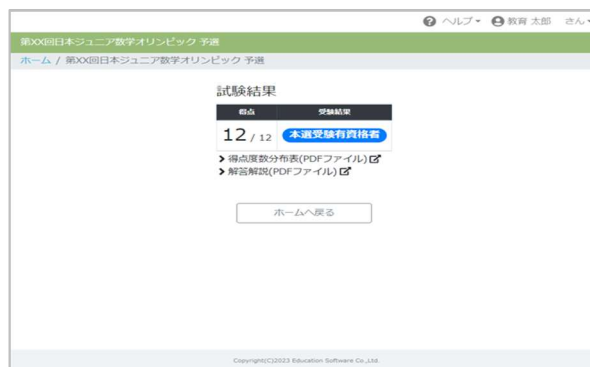 ヘルプ 教育 太郎 さん
第XX回日本ジュニア数学オリンピック 予選
ホーム / 第XX回日本ジュニア数学オリンピック 予選
試験結果
得点 受験結果
12 / 12 本選受験有資格者
得点度数分布表(PDFファイル)
解答解説(PDFファイル)
ホームへ戻る
Copyright(C)2023 Education Software Co.,Ltd.